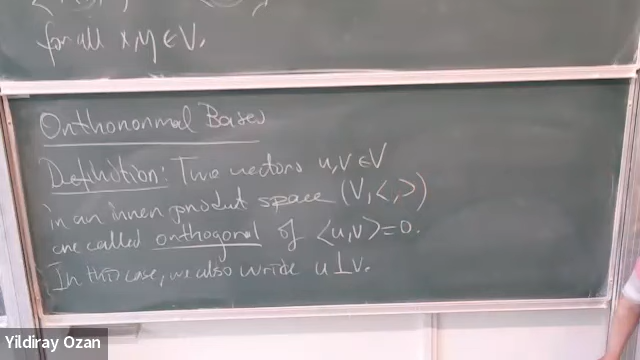 for all x, y ∈ V.
Orthonormal Bases
Definition: Two vectors u, v ∈ V
in an inner product space (V, < , >)
are called orthogonal if <u, v> = 0.
In this case, we also write u ⊥ v.
Yildiray Ozan